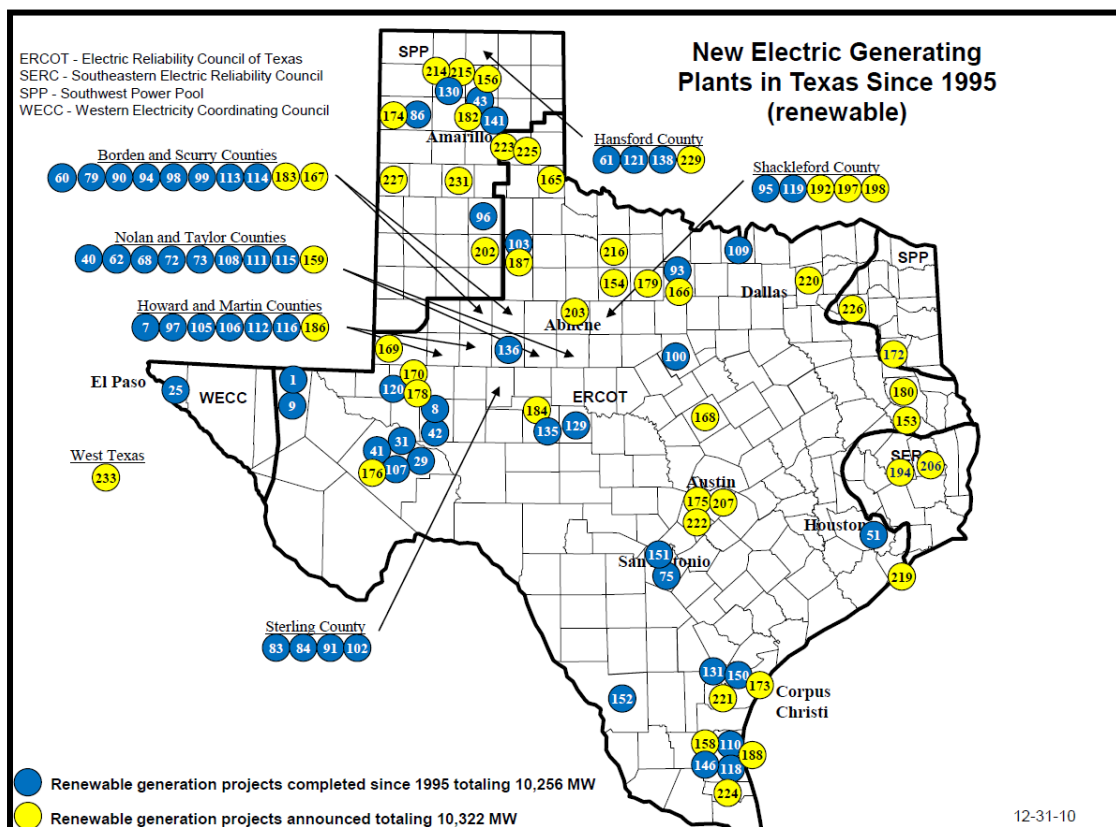 ERCOT - Electric Reliability Council of Texas
SERC - Southeastern Electric Reliability Council
SPP - Southwest Power Pool
WECC - Western Electricity Coordinating Council
New Electric Generating
Plants in Texas Since 1995
(renewable)
SPP
214 215 156
130 43
174 86 182 141
Amarillo
223 225
Hansford County
61 121 138 229
Borden and Scurry Counties
60 79 90 94 98 99 113 114 183 167
227 231 165
Shackleford County
95 119 192 197 198
96
Nolan and Taylor Counties
40 62 68 72 73 108 111 115 159
202 103 187 216 109
SPP
154 179 93 166
Dallas
220
226
Howard and Martin Counties
7 97 105 106 112 116 186
203
Abilene
169 136 100 172
El Paso
25
WECC
1
9
170
120 178
8
42
184
135 129
ERCOT
168
180
153
31
41
29
176 107
West Texas
233
SERC
194 206
Austin
175 207
222
Houston
51
151
San Antonio
75
219
Sterling County
83 84 91 102
131 150
173
221
152
Corpus
Christi
158 110
188
146 118
224
Renewable generation projects completed since 1995 totaling 10,256 MW
Renewable generation projects announced totaling 10,322 MW
12-31-10